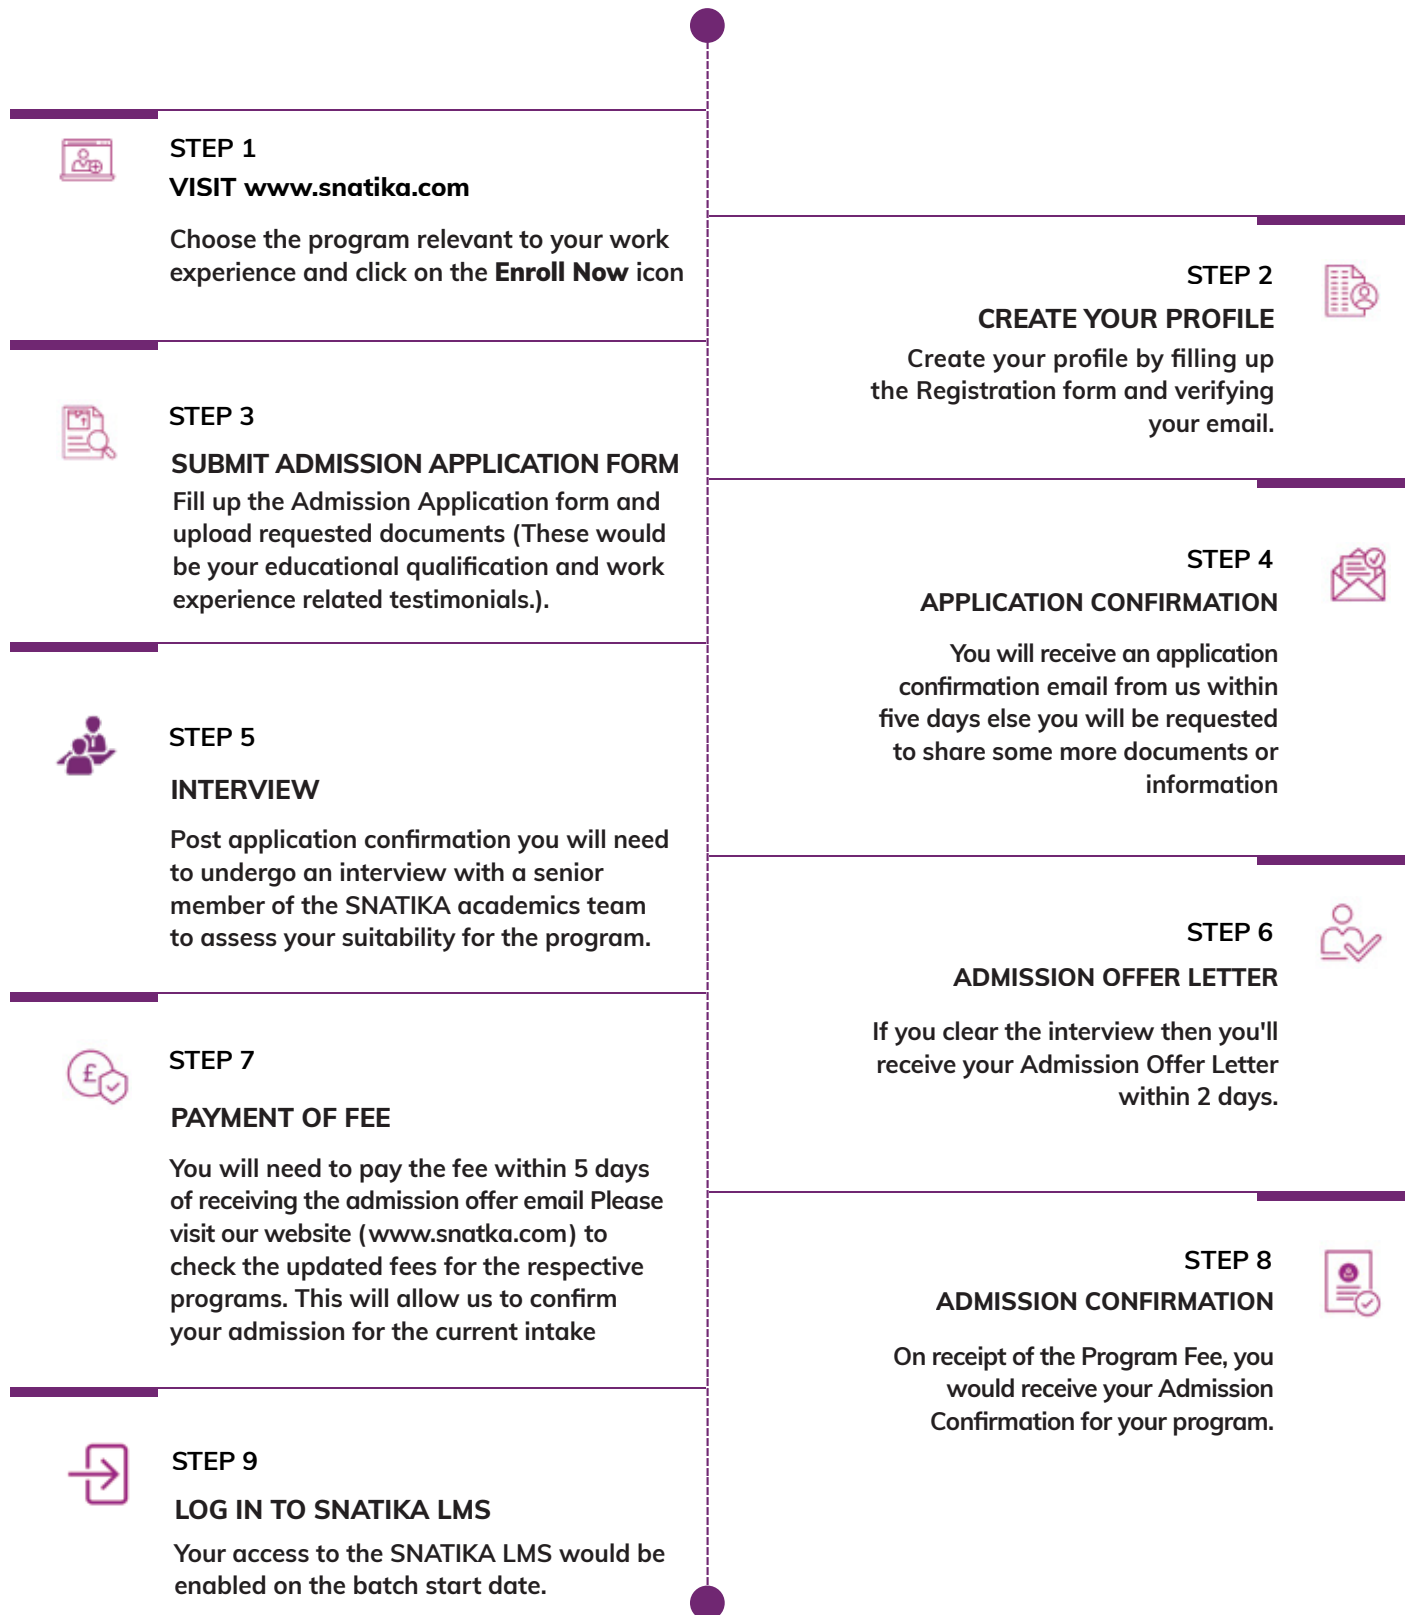 STEP 1
VISIT www.snatika.com
Choose the program relevant to your work
experience and click on the Enroll Now icon
STEP 2
CREATE YOUR PROFILE
Create your profile by filling up
the Registration form and verifying
your email.
STEP 3
SUBMIT ADMISSION APPLICATION FORM
Fill up the Admission Application form and
upload requested documents (These would
be your educational qualification and work
experience related testimonials.).
STEP 4
APPLICATION CONFIRMATION
You will receive an application
confirmation email from us within
five days else you will be requested
to share some more documents or
information
STEP 5
INTERVIEW
Post application confirmation you will need
to undergo an interview with a senior
member of the SNATIKA academics team
to assess your suitability for the program.
STEP 6
ADMISSION OFFER LETTER
If you clear the interview then you'll
receive your Admission Offer Letter
within 2 days.
£
STEP 7
PAYMENT OF FEE
You will need to pay the fee within 5 days
of receiving the admission offer email Please
visit our website (www.snatka.com) to
check the updated fees for the respective
programs. This will allow us to confirm
your admission for the current intake
STEP 8
ADMISSION CONFIRMATION
On receipt of the Program Fee, you
would receive your Admission
Confirmation for your program.
STEP 9
LOG IN TO SNATIKA LMS
Your access to the SNATIKA LMS would be
enabled on the batch start date.